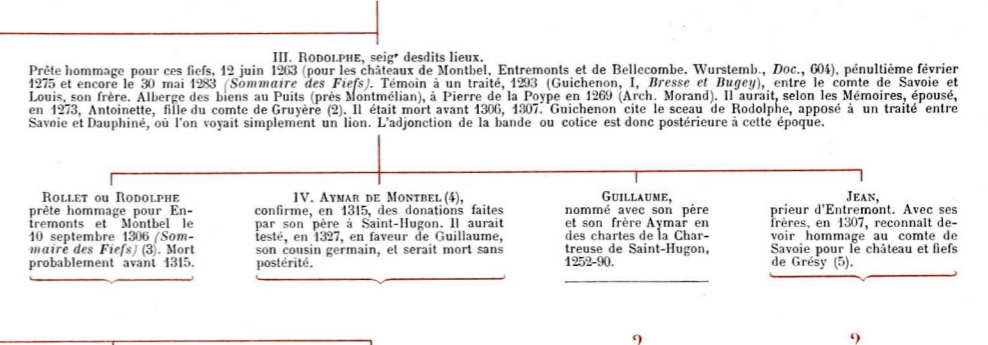 III. RODOLPHE, seigʳ desdits lieux.
Prête hommage pour ces fiefs, 12 juin 1263 (pour les châteaux de Montbel, Entremonts et de Bellecombe. Wurstemb., Doc., 604), pénultième février
1275 et encore le 30 mai 1283 (Sommaire des Fiefs). Témoin à un traité, 1293 (Guichenon, I, Bresse et Bugey), entre le comte de Savoie et
Louis, son frère. Alberge des biens au Puits (près Montmélian), à Pierre de la Poype en 1269 (Arch. Morand). Il aurait, selon les Mémoires, épousé,
en 1273, Antoinette, fille du comte de Gruyère (2). Il était mort avant 1306, 1307. Guichenon cite le sceau de Rodolphe, apposé à un traité entre
Savoie et Dauphiné, où l'on voyait simplement un lion. L'adjonction de la bande ou cotice est donc postérieure à cette époque.
ROLLET OU RODOLPHE
prête hommage pour En-
tremonts et Montbel le
10 septembre 1306 (Som-
maire des Fiefs) (3). Mort
probablement avant 1315.
IV. AYMAR DE MONTBEL (4),
confirme, en 1315, des donations faites
par son père à Saint-Hugon. Il aurait
testé, en 1327, en faveur de Guillaume,
son cousin germain, et serait mort sans
postérité.
GUILLAUME,
nommé avec son père
et son frère Aymar en
des chartes de la Char-
treuse de Saint-Hugon,
1252-90.
JEAN,
prieur d'Entremont. Avec ses
frères, en 1307, reconnaît de-
voir hommage au comte de
Savoie pour le château et fiefs
de Grésy (5).
? ?